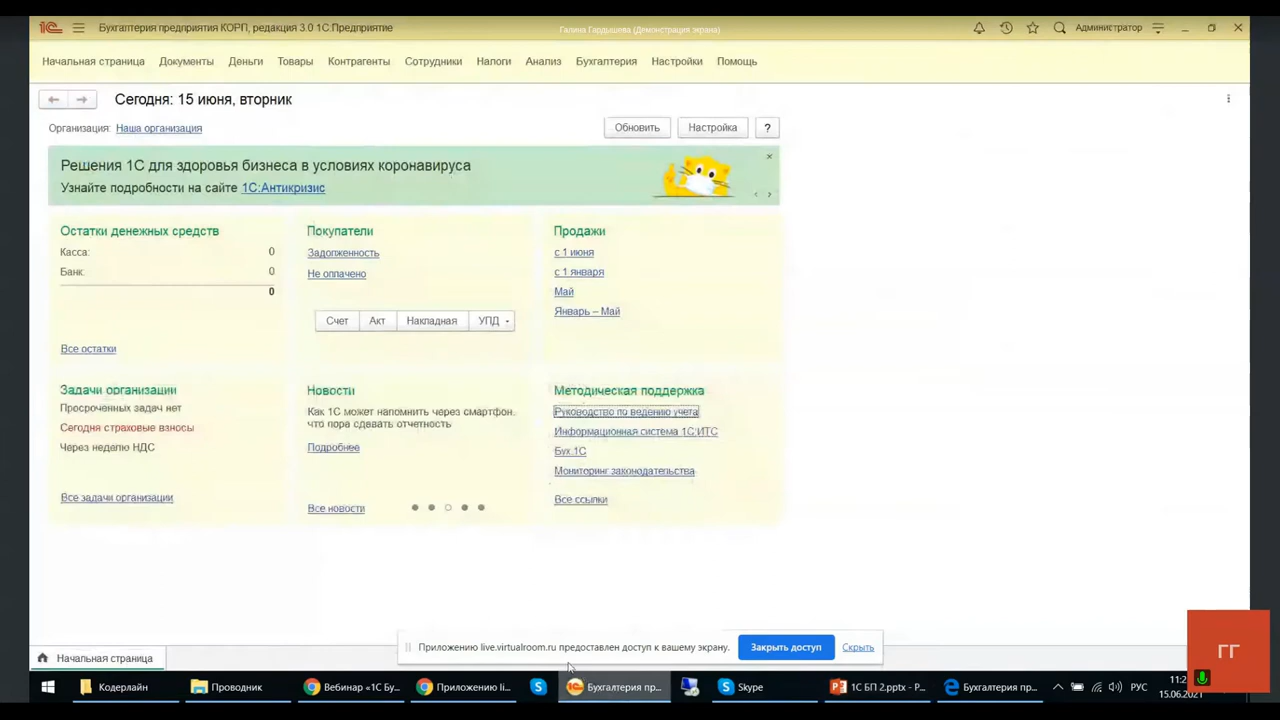 1С Бухгалтерия предприятия КОРП, редакция 3.0 1С:Предприятие
Галина Гардышева (Демонстрация экрана)
Администратор
Начальная страница Документы Деньги Товары Контрагенты Сотрудники Налоги Анализ Бухгалтерия Настройки Помощь
Сегодня: 15 июня, вторник
Организация: Наша организация
Обновить Настройка ?
Решения 1С для здоровья бизнеса в условиях коронавируса
Узнайте подробности на сайте 1С:Антикризис
Остатки денежных средств
Касса: 0
Банк: 0
0
Все остатки
Покупатели
Задолженность
Не оплачено
Счет Акт Накладная УПД
Продажи
с 1 июня
с 1 января
Май
Январь – Май
Задачи организации
Просроченных задач нет
Сегодня страховые взносы
Через неделю НДС
Все задачи организации
Новости
Как 1С может напомнить через смартфон,
что пора сдавать отчетность
Подробнее
Все новости
Методическая поддержка
Руководство по ведению учета
Информационная система 1С:ИТС
Бух.1С
Мониторинг законодательства
Все ссылки
Приложению live.virtualroom.ru предоставлен доступ к вашему экрану. Закрыть доступ Скрыть
Начальная страница
ГГ
Кодерлайн Проводник Вебинар «1С Бу... Приложению li... Бухгалтерия пр... Skype 1С БП 2.pptx - P... Бухгалтерия пр... РУС
15.06.2021